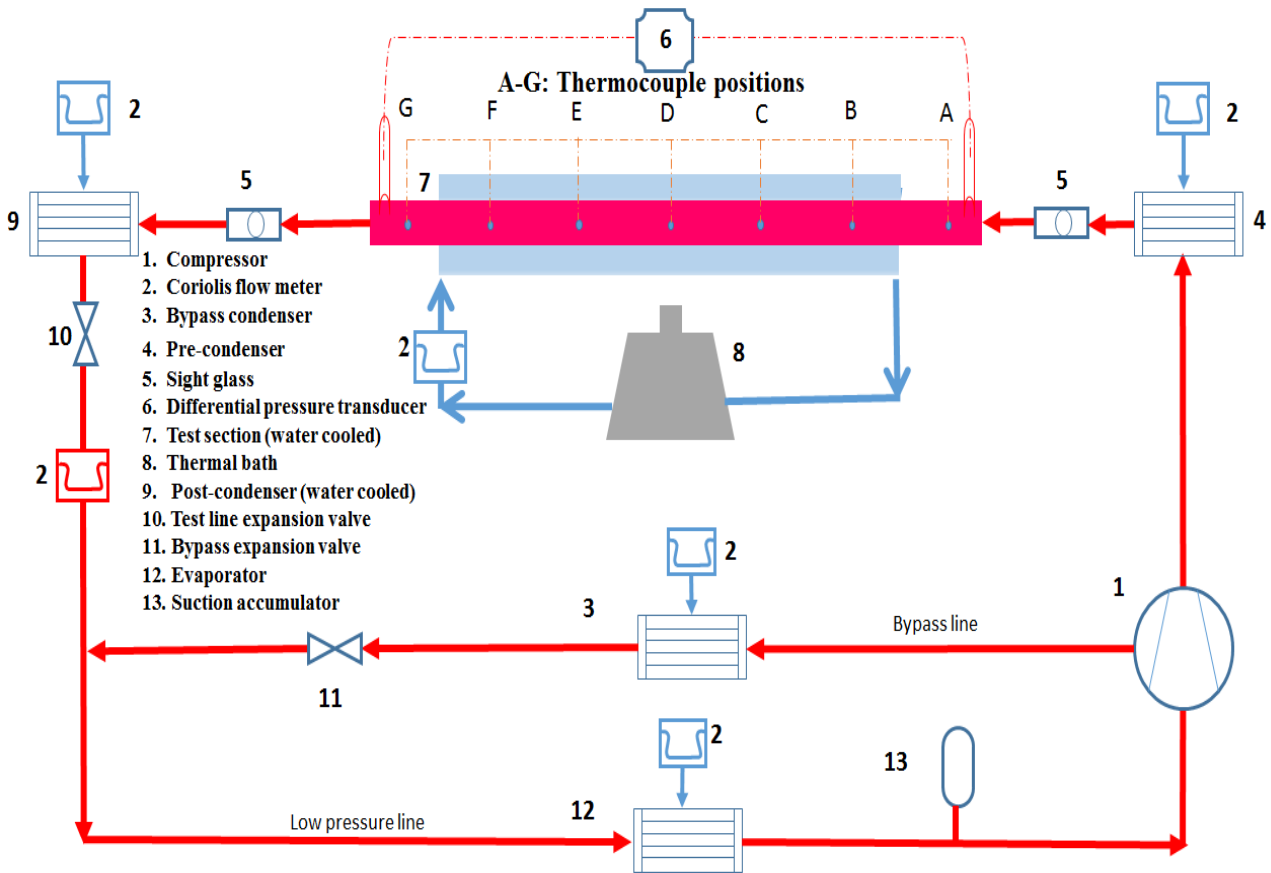 6
A-G: Thermocouple positions
2
2
G F E D C B A
5
7
5
9
4
1. Compressor
2. Coriolis flow meter
3. Bypass condenser
4. Pre-condenser
5. Sight glass
6. Differential pressure transducer
7. Test section (water cooled)
8. Thermal bath
9. Post-condenser (water cooled)
10. Test line expansion valve
11. Bypass expansion valve
12. Evaporator
13. Suction accumulator
10
2
8
2
2
3
Bypass line
1
11
2
13
12
Low pressure line